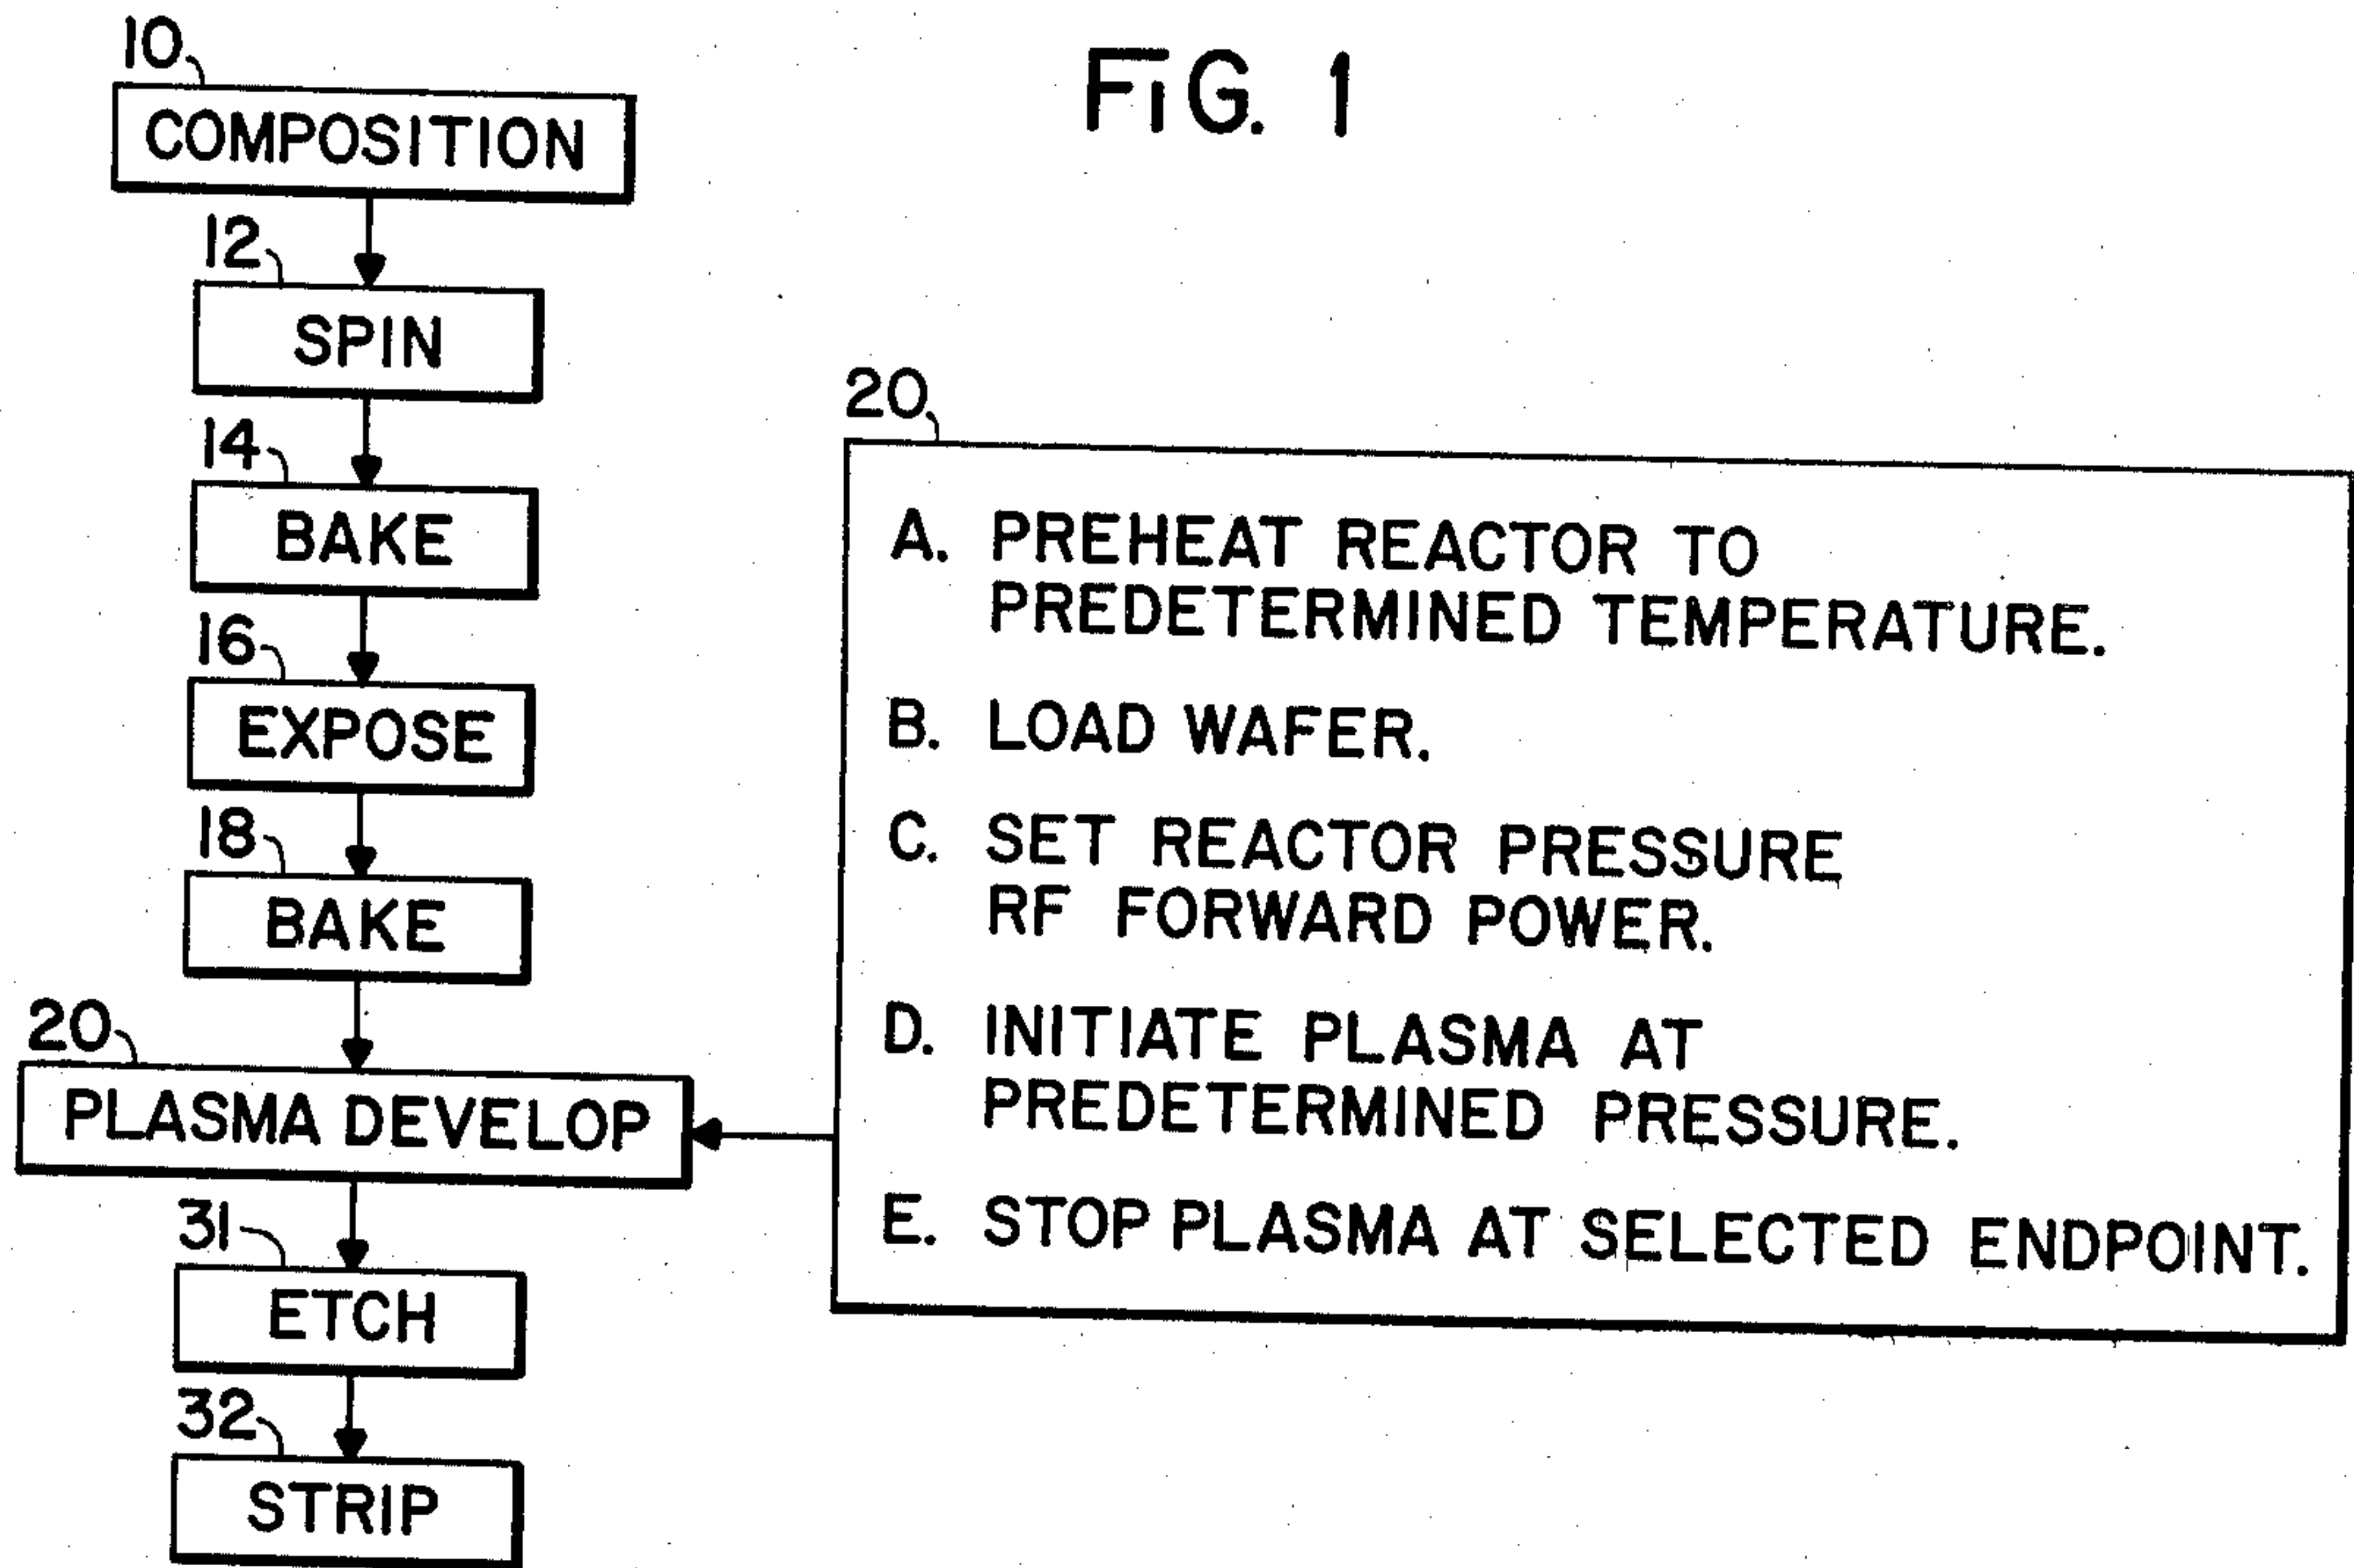 FIG. 1
10
COMPOSITION
12
SPIN
14
BAKE
16
EXPOSE
18
BAKE
20
PLASMA DEVELOP
31
ETCH
32
STRIP
20
A. PREHEAT REACTOR TO
PREDETERMINED TEMPERATURE.
B. LOAD WAFER.
C. SET REACTOR PRESSURE
RF FORWARD POWER.
D. INITIATE PLASMA AT
PREDETERMINED PRESSURE.
E. STOP PLASMA AT SELECTED ENDPOINT.